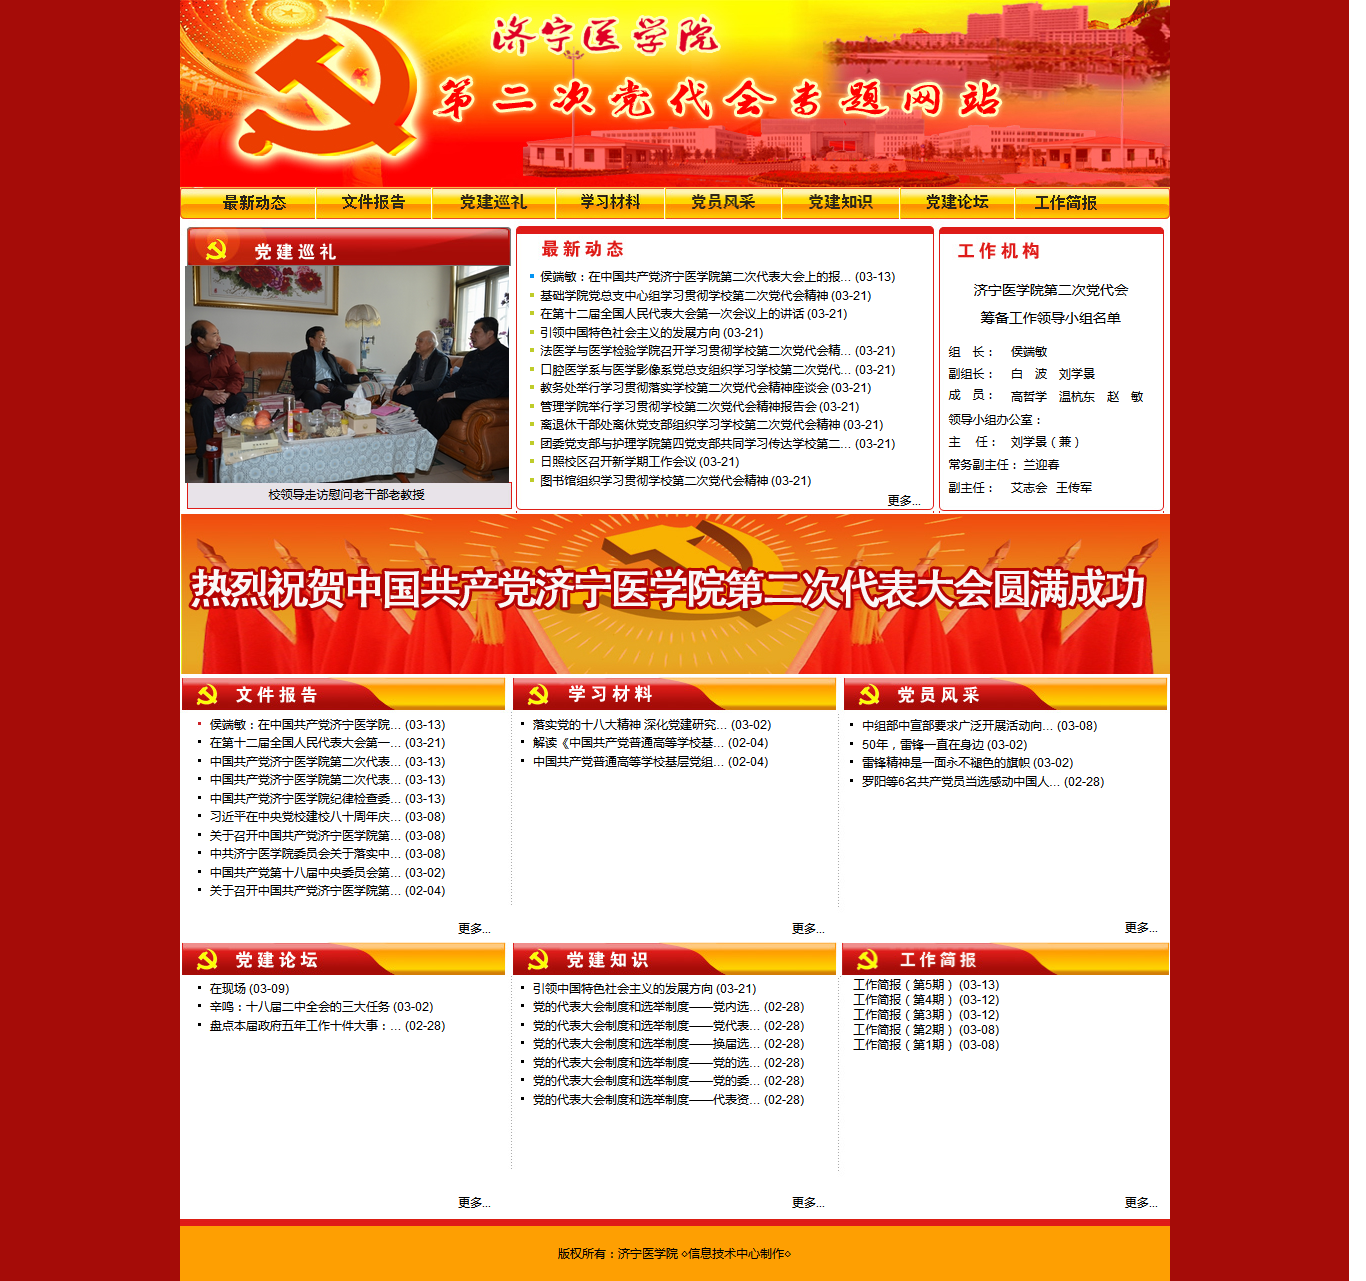 济宁医学院
第二次党代会专题网站
最新动态 文件报告 党建巡礼 学习材料 党员风采 党建知识 党建论坛 工作简报
党建巡礼
校领导走访慰问老干部老教授
最新动态
侯端敏：在中国共产党济宁医学院第二次代表大会上的报... (03-13)
基础学院党总支中心组学习贯彻学校第二次党代会精神 (03-21)
在第十二届全国人民代表大会第一次会议上的讲话 (03-21)
引领中国特色社会主义的发展方向 (03-21)
法医学与医学检验学院召开学习贯彻学校第二次党代会精... (03-21)
口腔医学系与医学影像系党总支组织学习学校第二次党代... (03-21)
教务处举行学习贯彻落实学校第二次党代会精神座谈会 (03-21)
管理学院举行学习贯彻学校第二次党代会精神报告会 (03-21)
离退休干部处离休党支部组织学习学校第二次党代会精神 (03-21)
团委党支部与护理学院第四党支部共同学习传达学校第二... (03-21)
日照校区召开新学期工作会议 (03-21)
图书馆组织学习贯彻学校第二次党代会精神 (03-21)
更多...
工作机构
济宁医学院第二次党代会
筹备工作领导小组名单
组 长： 侯端敏
副组长： 白 波 刘学景
成 员： 高哲学 温杭东 赵 敏
领导小组办公室：
主 任： 刘学景（兼）
常务副主任： 兰迎春
副主任： 艾志会 王传军
热烈祝贺中国共产党济宁医学院第二次代表大会圆满成功
文件报告
侯端敏：在中国共产党济宁医学院... (03-13)
在第十二届全国人民代表大会第一... (03-21)
中国共产党济宁医学院第二次代表... (03-13)
中国共产党济宁医学院第二次代表... (03-13)
中国共产党济宁医学院纪律检查委... (03-13)
习近平在中央党校建校八十周年庆... (03-08)
关于召开中国共产党济宁医学院第... (03-08)
中共济宁医学院委员会关于落实中... (03-08)
中国共产党第十八届中央委员会第... (03-02)
关于召开中国共产党济宁医学院第... (02-04)
更多...
学习材料
落实党的十八大精神 深化党建研究... (03-02)
解读《中国共产党普通高等学校基... (02-04)
中国共产党普通高等学校基层党组... (02-04)
更多...
党员风采
中组部中宣部要求广泛开展活动向... (03-08)
50年，雷锋一直在身边 (03-02)
雷锋精神是一面永不褪色的旗帜 (03-02)
罗阳等6名共产党员当选感动中国人... (02-28)
更多...
党建论坛
在现场 (03-09)
辛鸣：十八届二中全会的三大任务 (03-02)
盘点本届政府五年工作十件大事：... (02-28)
更多...
党建知识
引领中国特色社会主义的发展方向 (03-21)
党的代表大会制度和选举制度——党内选... (02-28)
党的代表大会制度和选举制度——党代表... (02-28)
党的代表大会制度和选举制度——换届选... (02-28)
党的代表大会制度和选举制度——党的选... (02-28)
党的代表大会制度和选举制度——党的委... (02-28)
党的代表大会制度和选举制度——代表资... (02-28)
更多...
工作简报
工作简报（第5期） (03-13)
工作简报（第4期） (03-12)
工作简报（第3期） (03-12)
工作简报（第2期） (03-08)
工作简报（第1期） (03-08)
更多...
版权所有：济宁医学院 ◇信息技术中心制作◇